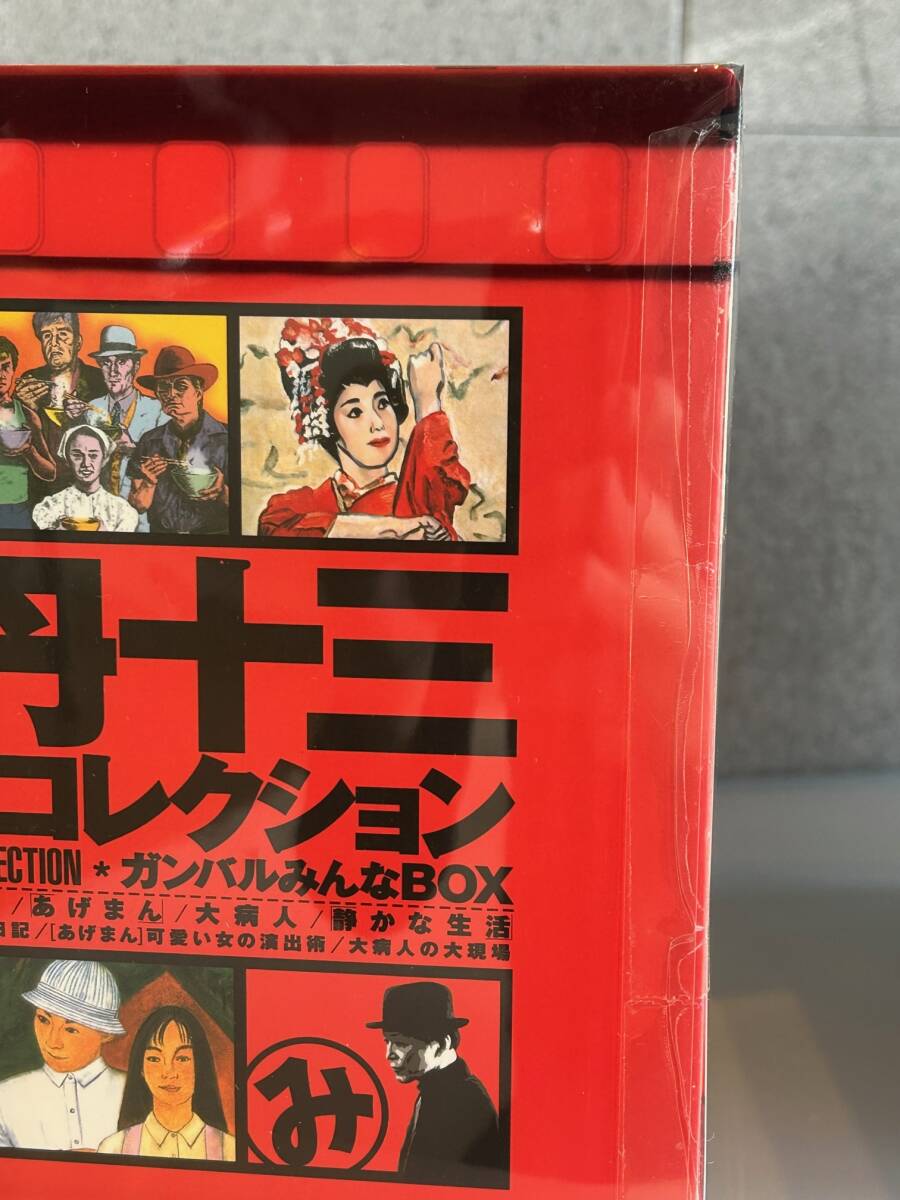 丹十三
コレクション
ECTION * ガンバルみんなBOX
/あげまん/大病人/静かな生活
日記/[あげまん]可愛い女の演出術/大病人の大現場
み